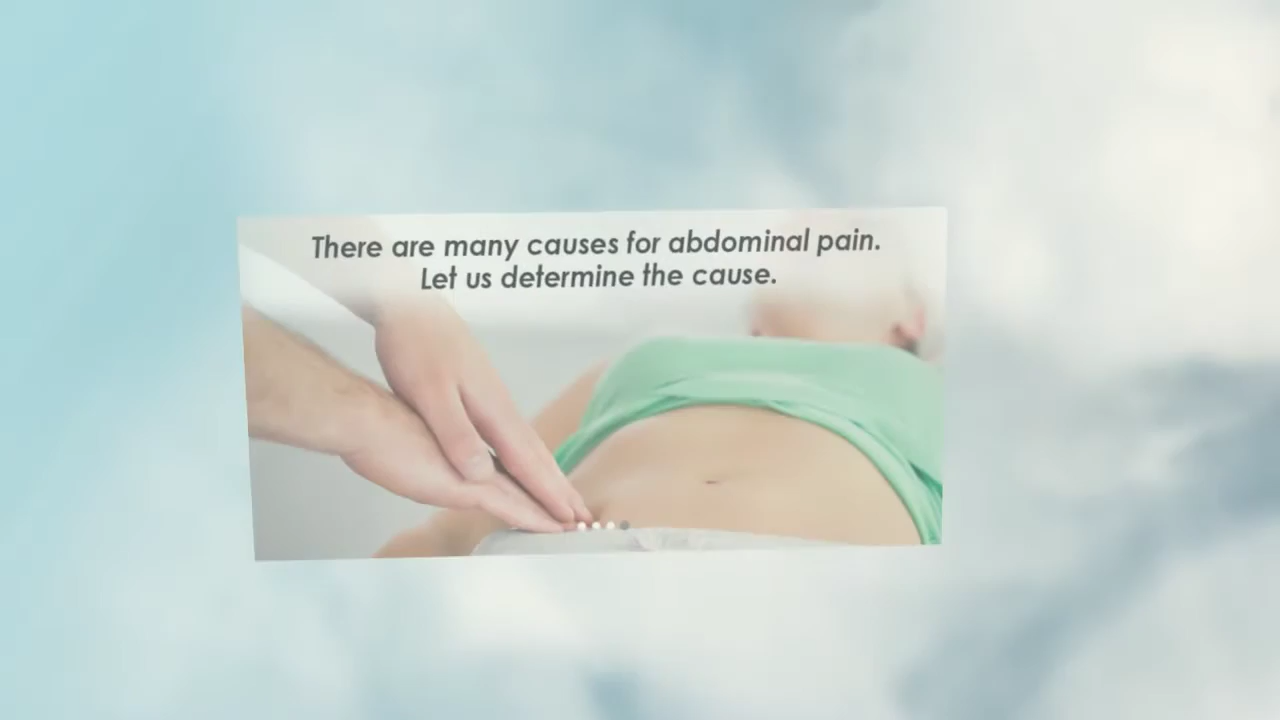 There are many causes for abdominal pain.
Let us determine the cause.